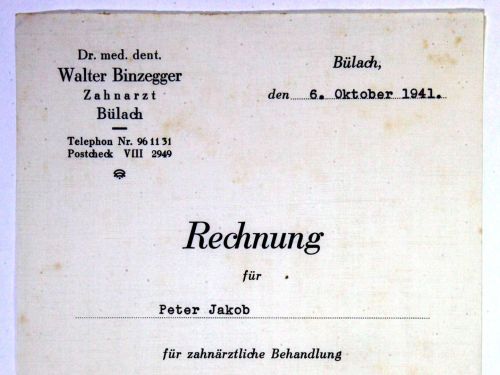 Dr. med. dent.
Walter Binzegger
Zahnarzt
Bülach
Telephon Nr. 96 11 31
Postcheck VIII 2949
Bülach,
den 6. Oktober 1941.
Rechnung
für
Peter Jakob
für zahnärztliche Behandlung